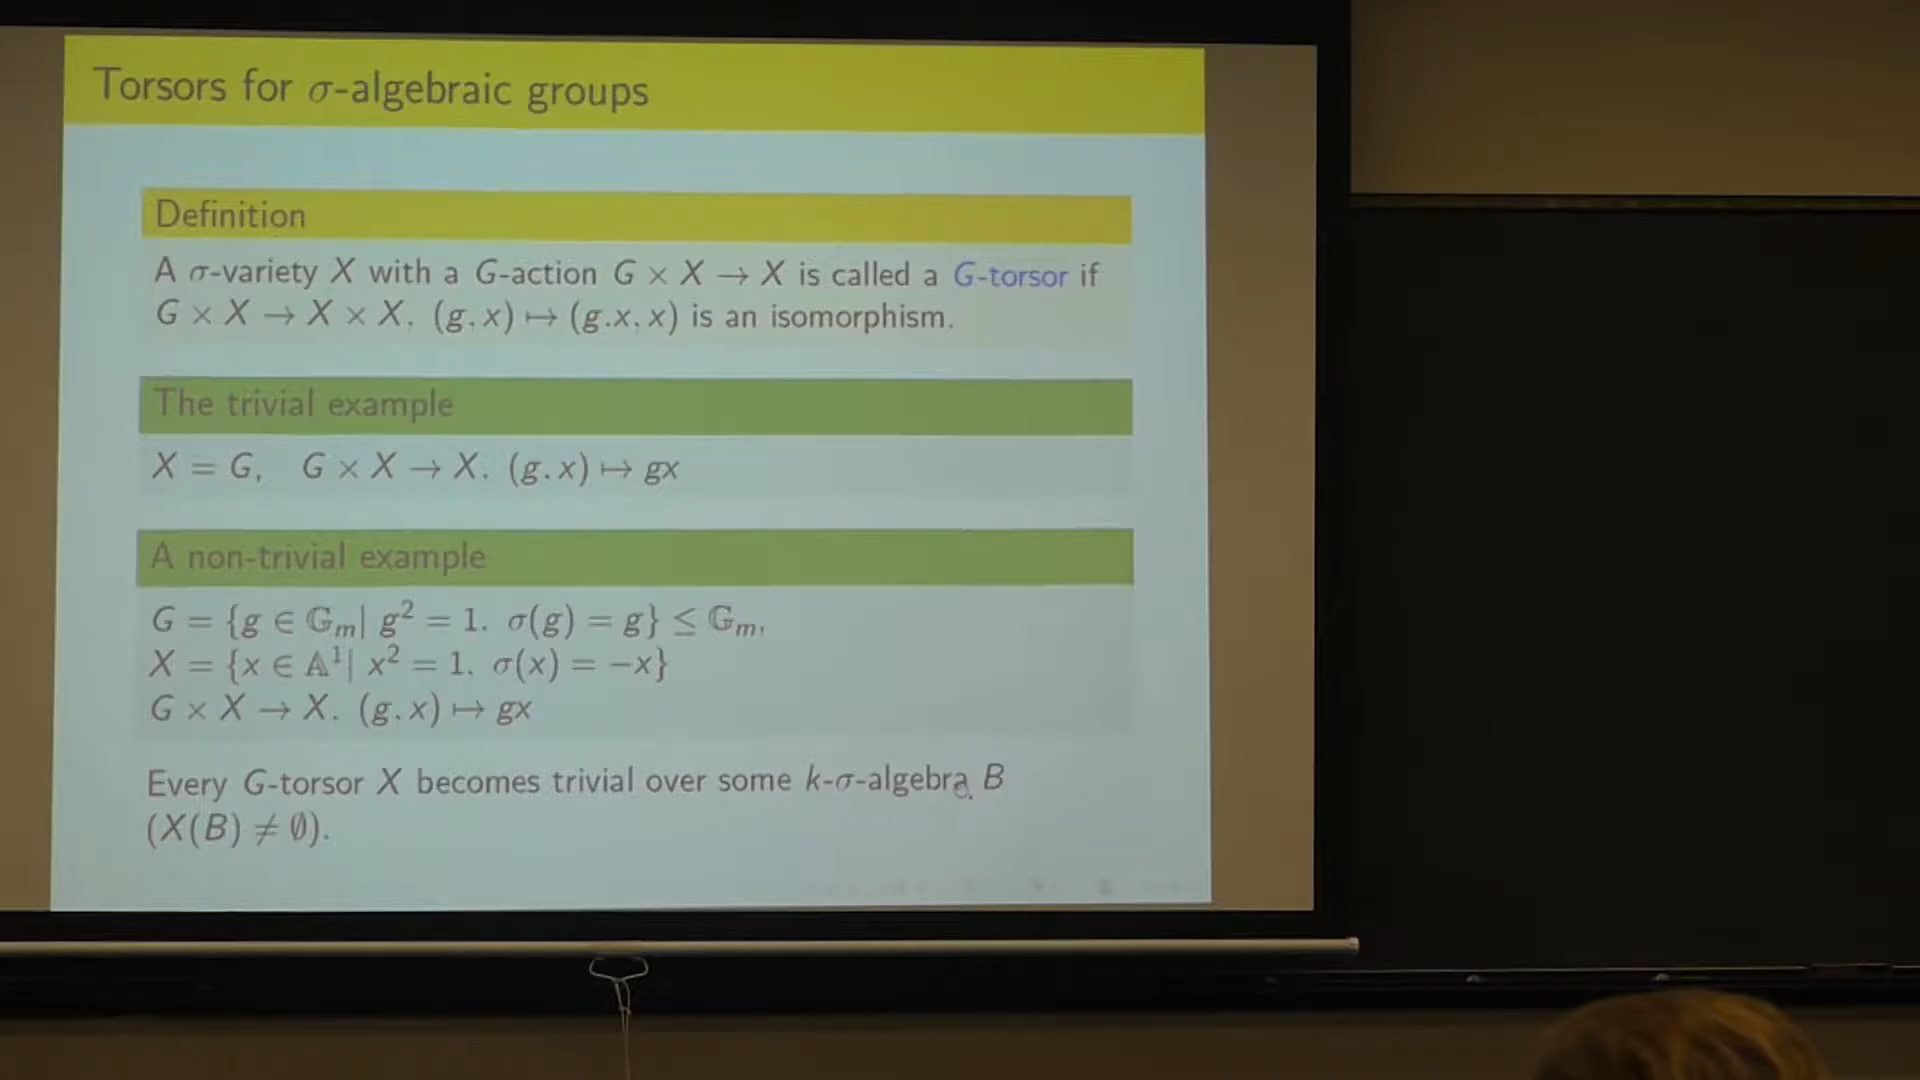 Torsors for σ-algebraic groups
Definition
A σ-variety X with a G-action G × X → X is called a G-torsor if
G × X → X × X, (g, x) ↦ (g.x, x) is an isomorphism.
The trivial example
X = G, G × X → X, (g, x) ↦ gx
A non-trivial example
G = {g ∈ 𝔾ₘ| g² = 1, σ(g) = g} ≤ 𝔾ₘ,
X = {x ∈ 𝔸¹| x² = 1, σ(x) = −x}
G × X → X, (g, x) ↦ gx
Every G-torsor X becomes trivial over some k-σ-algebra B
(X(B) ≠ ∅).